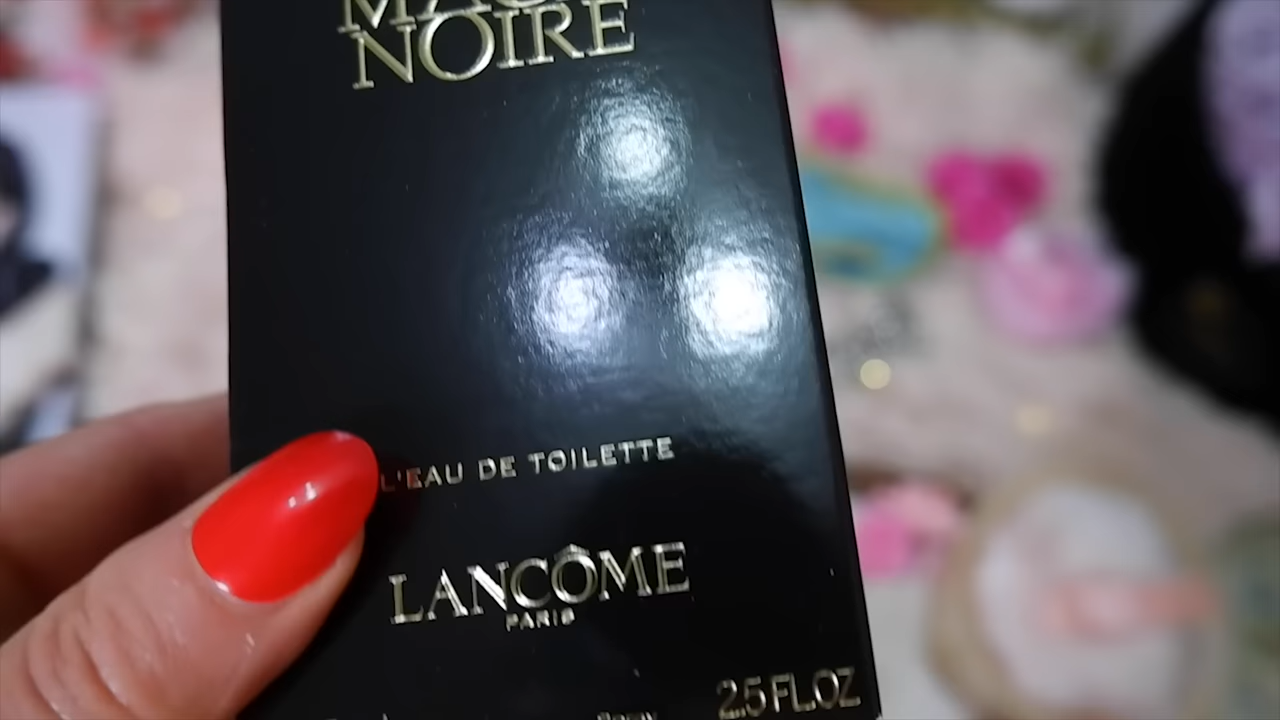 NOIRE
L'EAU DE TOILETTE
LANCÔME
PARIS
2.5 FL.OZ